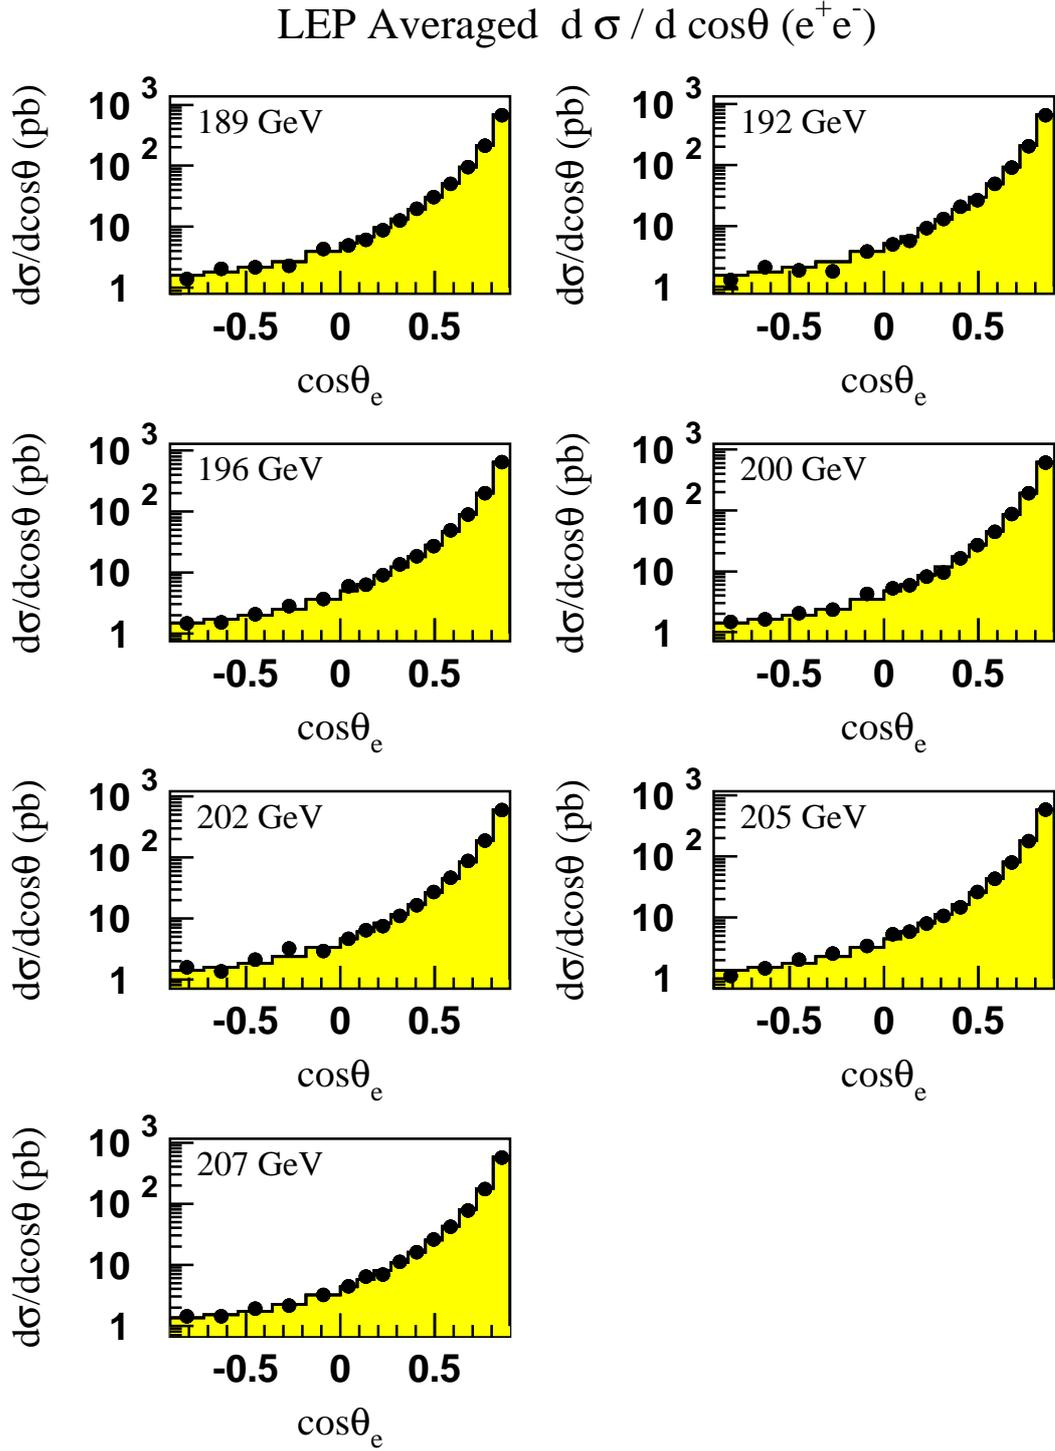 LEP Averaged d σ / d cosθ (e⁺e⁻)
189 GeV
dσ/dcosθ (pb)
10³
10²
10
1
-0.5 0 0.5
cosθₑ
192 GeV
dσ/dcosθ (pb)
10³
10²
10
1
-0.5 0 0.5
cosθₑ
196 GeV
dσ/dcosθ (pb)
10³
10²
10
1
-0.5 0 0.5
cosθₑ
200 GeV
dσ/dcosθ (pb)
10³
10²
10
1
-0.5 0 0.5
cosθₑ
202 GeV
dσ/dcosθ (pb)
10³
10²
10
1
-0.5 0 0.5
cosθₑ
205 GeV
dσ/dcosθ (pb)
10³
10²
10
1
-0.5 0 0.5
cosθₑ
207 GeV
dσ/dcosθ (pb)
10³
10²
10
1
-0.5 0 0.5
cosθₑ